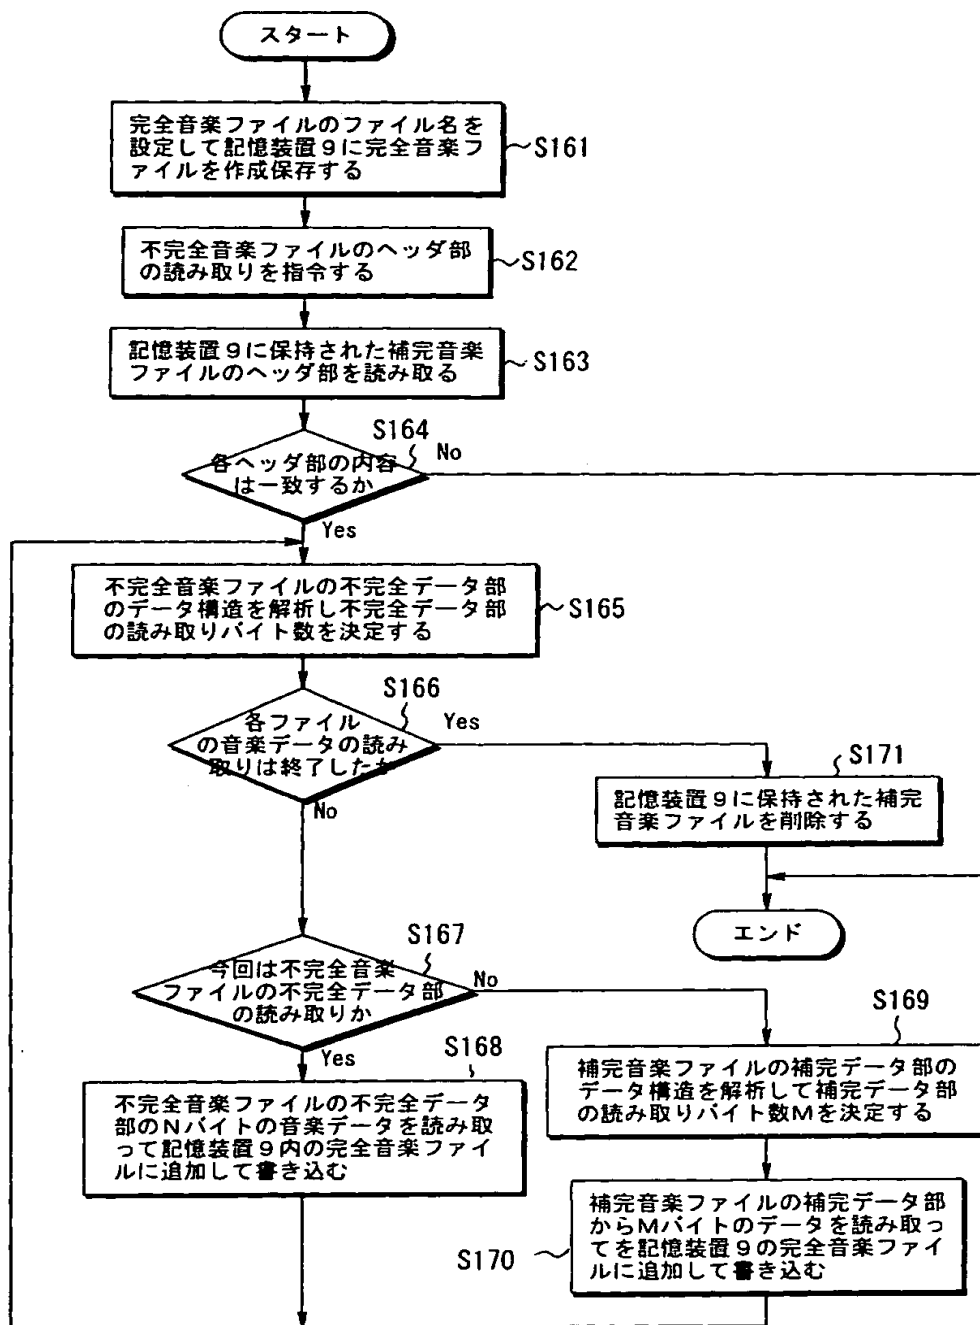 スタート
完全音楽ファイルのファイル名を
設定して記憶装置9に完全音楽フ
ァイルを作成保存する
S161
不完全音楽ファイルのヘッダ部
の読み取りを指令する
S162
記憶装置9に保持された補完音楽
ファイルのヘッダ部を読み取る
S163
S164
各ヘッダ部の内容
は一致するか
No
Yes
不完全音楽ファイルの不完全データ部
のデータ構造を解析し不完全データ部
の読み取りバイト数を決定する
S165
S166
各ファイル
の音楽データの読み
取りは終了したか
Yes
No
S171
記憶装置9に保持された補完
音楽ファイルを削除する
エンド
S167
今回は不完全音楽
ファイルの不完全データ部
の読み取りか
No
Yes
S168
不完全音楽ファイルの不完全データ
部のNバイトの音楽データを読み取
って記憶装置9内の完全音楽ファイ
ルに追加して書き込む
S169
補完音楽ファイルの補完データ部の
データ構造を解析して補完データ部
の読み取りバイト数Mを決定する
S170
補完音楽ファイルの補完データ部
からMバイトのデータを読み取っ
てを記憶装置9の完全音楽ファイ
ルに追加して書き込む